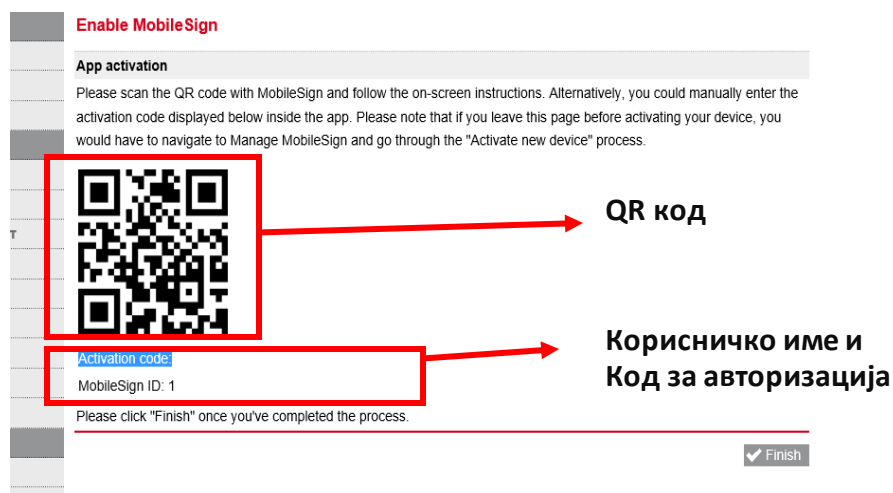 Enable MobileSign
App activation
Please scan the QR code with MobileSign and follow the on-screen instructions. Alternatively, you could manually enter the
activation code displayed below inside the app. Please note that if you leave this page before activating your device, you
would have to navigate to Manage MobileSign and go through the "Activate new device" process.
QR код
т
Activation code:
MobileSign ID: 1
Корисничко име и
Код за авторизација
Please click "Finish" once you've completed the process.
Finish